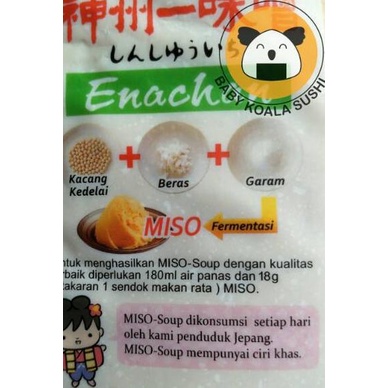 神州一味噌
しんしゅういち
Enachan
BABY KOALA SUSHI
Kacang
Kedelai
+
Beras
+
Garam
MISO
Fermentasi
ntuk menghasilkan MISO-Soup dengan kualitas
rbaik diperlukan 180ml air panas dan 18g
takaran 1 sendok makan rata ) MISO.
MISO-Soup dikonsumsi setiap hari
oleh kami penduduk Jepang.
MISO-Soup mempunyai ciri khas.